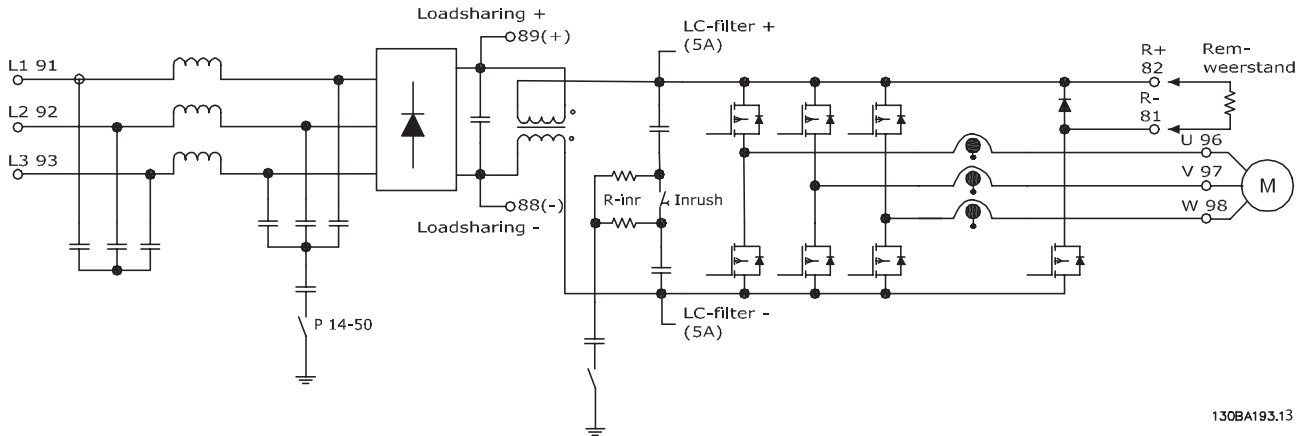 Loadsharing +
89(+)
LC-filter +
(5A)
R+
82
Rem-
weerstand
L1 91
R-
81
L2 92
U 96
L3 93
V 97
M
R-inr
Inrush
88(-)
W 98
Loadsharing -
LC-filter -
(5A)
P 14-50
130BA193.13